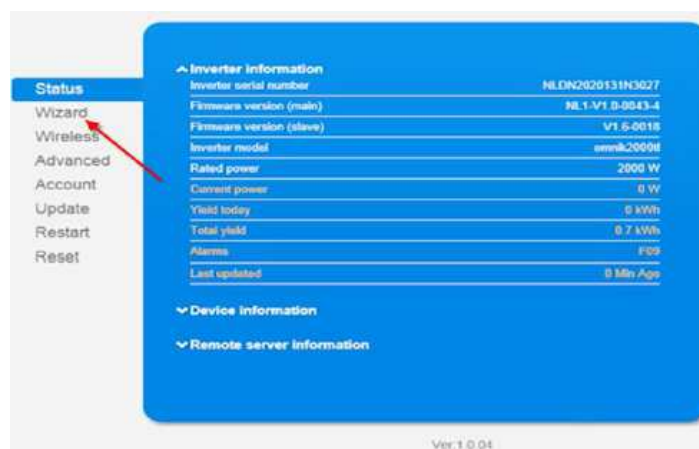 Status
Wizard
Wireless
Advanced
Account
Update
Restart
Reset
Inverter information
Inverter serial number NLDN2020131N3027
Firmware version (main) NL1-V1.0-0043-4
Firmware version (slave) V1.6-0018
Inverter model omnik2000tl
Rated power 2000 W
Current power 0 W
Yield today 0 kWh
Total yield 0.7 kWh
Alarms F09
Last updated 0 Min Ago
Device information
Remote server information
Ver:1.0.04